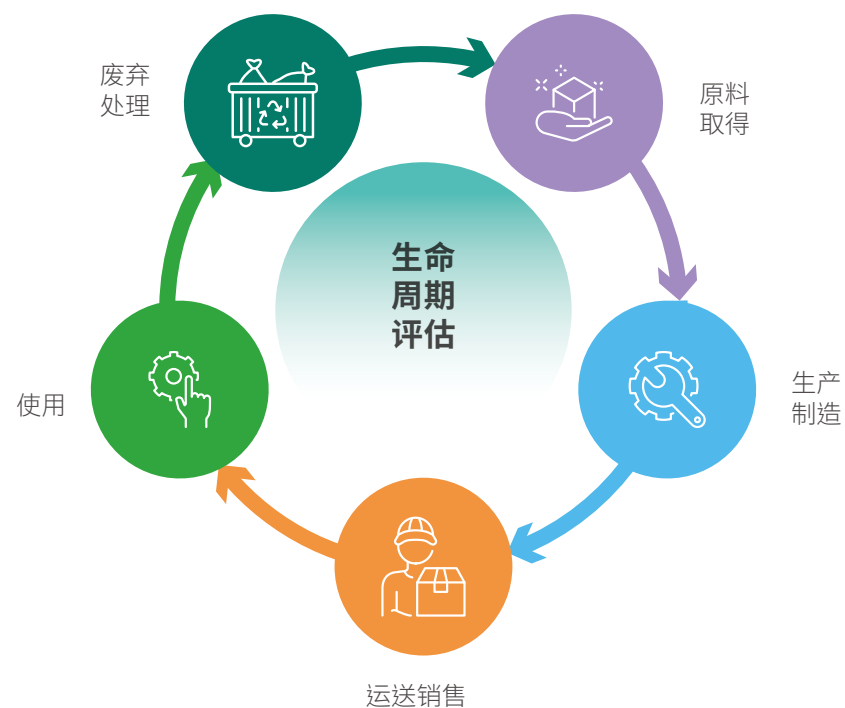 废弃
处理
原料
取得
生命
周期
评估
生产
制造
使用
运送销售